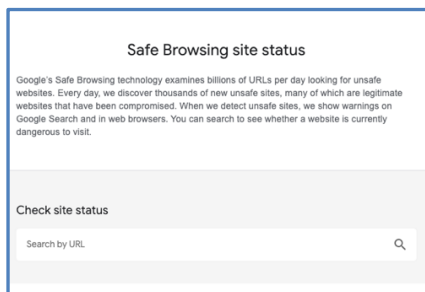 Safe Browsing site status
Google's Safe Browsing technology examines billions of URLs per day looking for unsafe
websites. Every day, we discover thousands of new unsafe sites, many of which are legitimate
websites that have been compromised. When we detect unsafe sites, we show warnings on
Google Search and in web browsers. You can search to see whether a website is currently
dangerous to visit.
Check site status
Search by URL